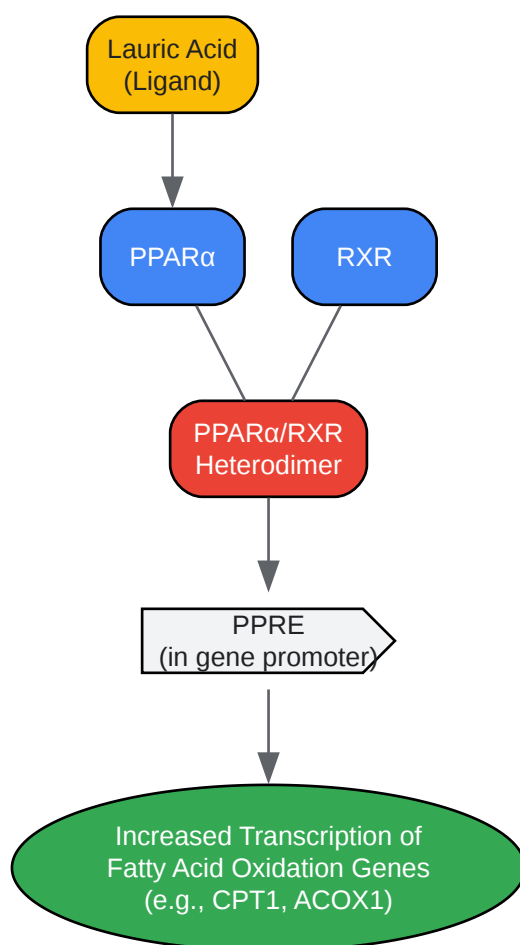 Lauric Acid
(Ligand)
PPARα
RXR
PPARα/RXR
Heterodimer
PPRE
(in gene promoter)
Increased Transcription of
Fatty Acid Oxidation Genes
(e.g., CPT1, ACOX1)